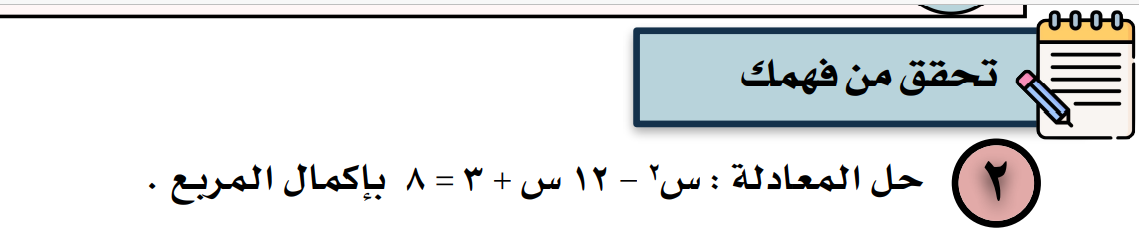 تحقق من فهمك
٢ حل المعادلة : س٢ – ١٢ س + ٣ = ٨ بإكمال المربع .